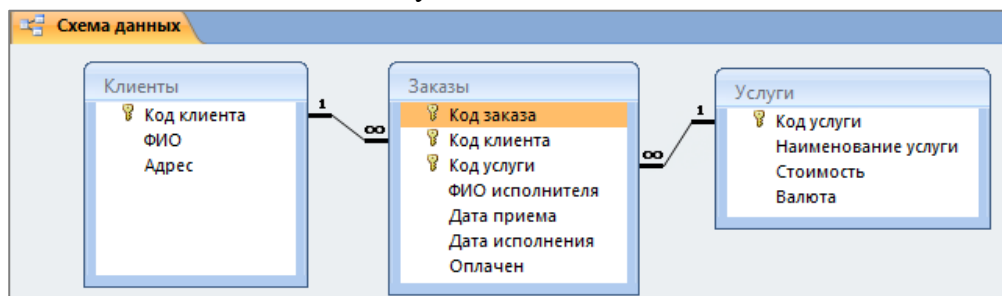 Схема данных
Клиенты
Код клиента
ФИО
Адрес
1
∞
Заказы
Код заказа
Код клиента
Код услуги
ФИО исполнителя
Дата приема
Дата исполнения
Оплачен
∞
1
Услуги
Код услуги
Наименование услуги
Стоимость
Валюта